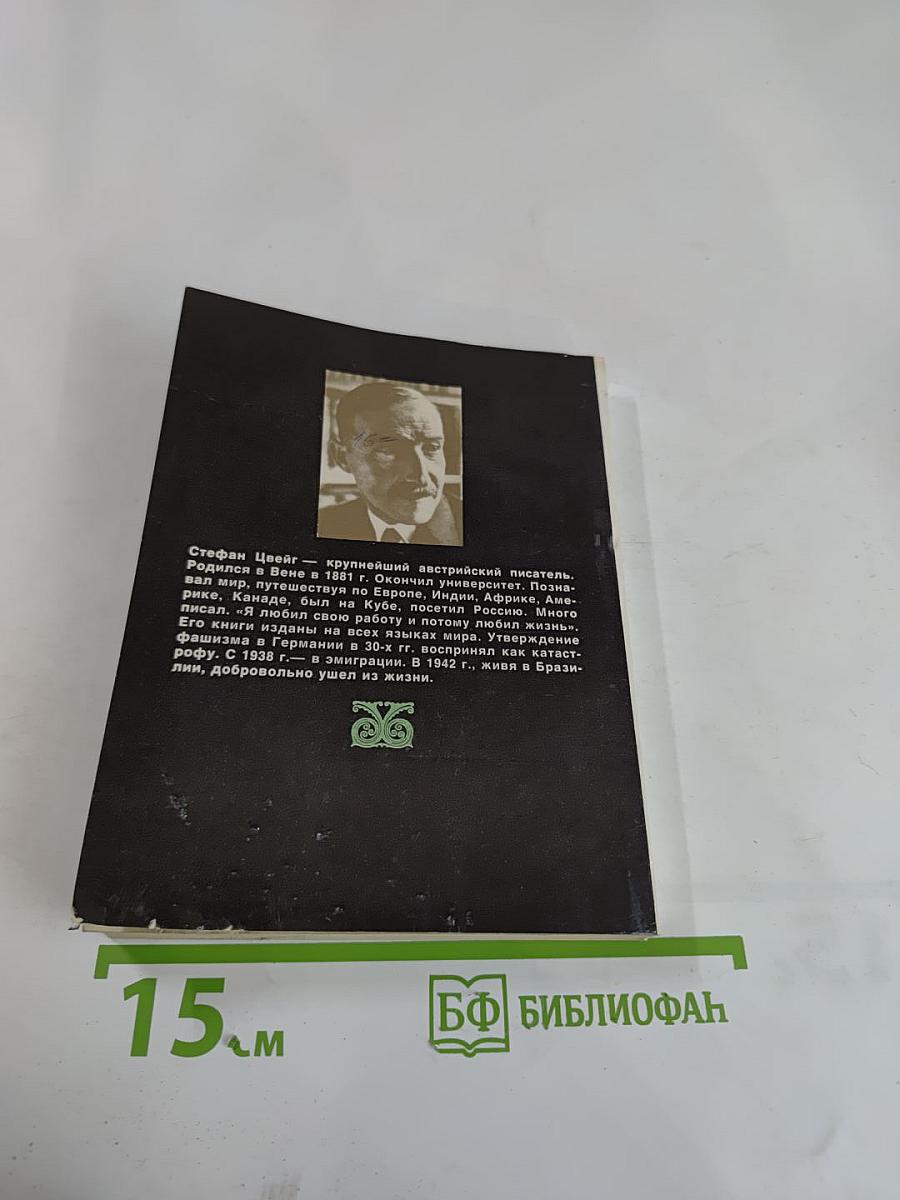 Стефан Цвейг — крупнейший австрийский писатель.
Родился в Вене в 1881 г. Окончил университет. Позна-
вал мир, путешествуя по Европе, Индии, Африке, Аме-
рике, Канаде, был на Кубе, посетил Россию. Много
писал. «Я любил свою работу и потому любил жизнь».
Его книги изданы на всех языках мира. Утверждение
фашизма в Германии в 30-х гг. воспринял как катаст-
рофу. С 1938 г.— в эмиграции. В 1942 г., живя в Брази-
лии, добровольно ушел из жизни.
15 см
БФ БИБЛИОФАН